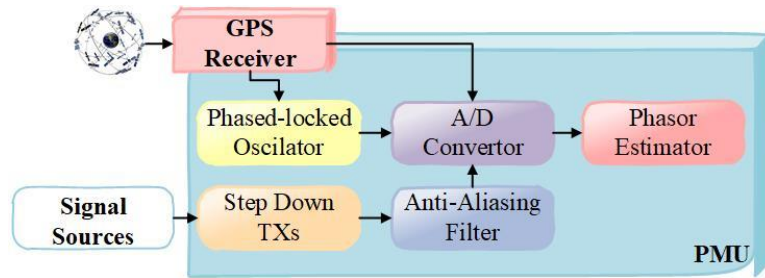 GPS
Receiver
Phased-locked
Oscilator
A/D
Convertor
Phasor
Estimator
Signal
Sources
Step Down
TXs
Anti-Aliasing
Filter
PMU